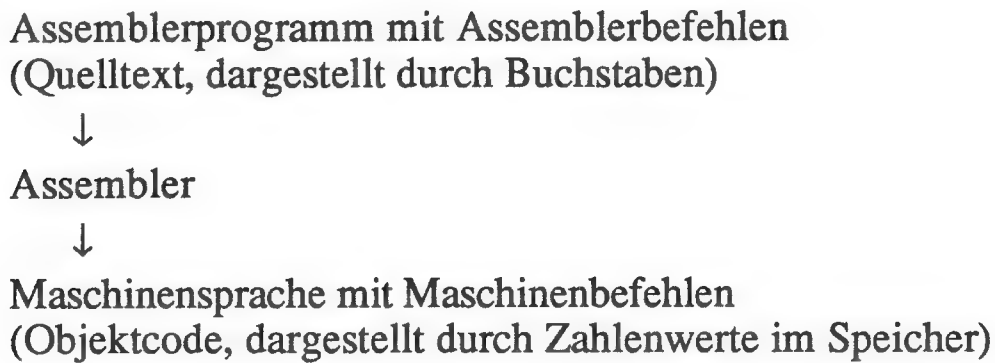 Assemblerprogramm mit Assemblerbefehlen
(Quelltext, dargestellt durch Buchstaben)
↓
Assembler
↓
Maschinensprache mit Maschinenbefehlen
(Objektcode, dargestellt durch Zahlenwerte im Speicher)